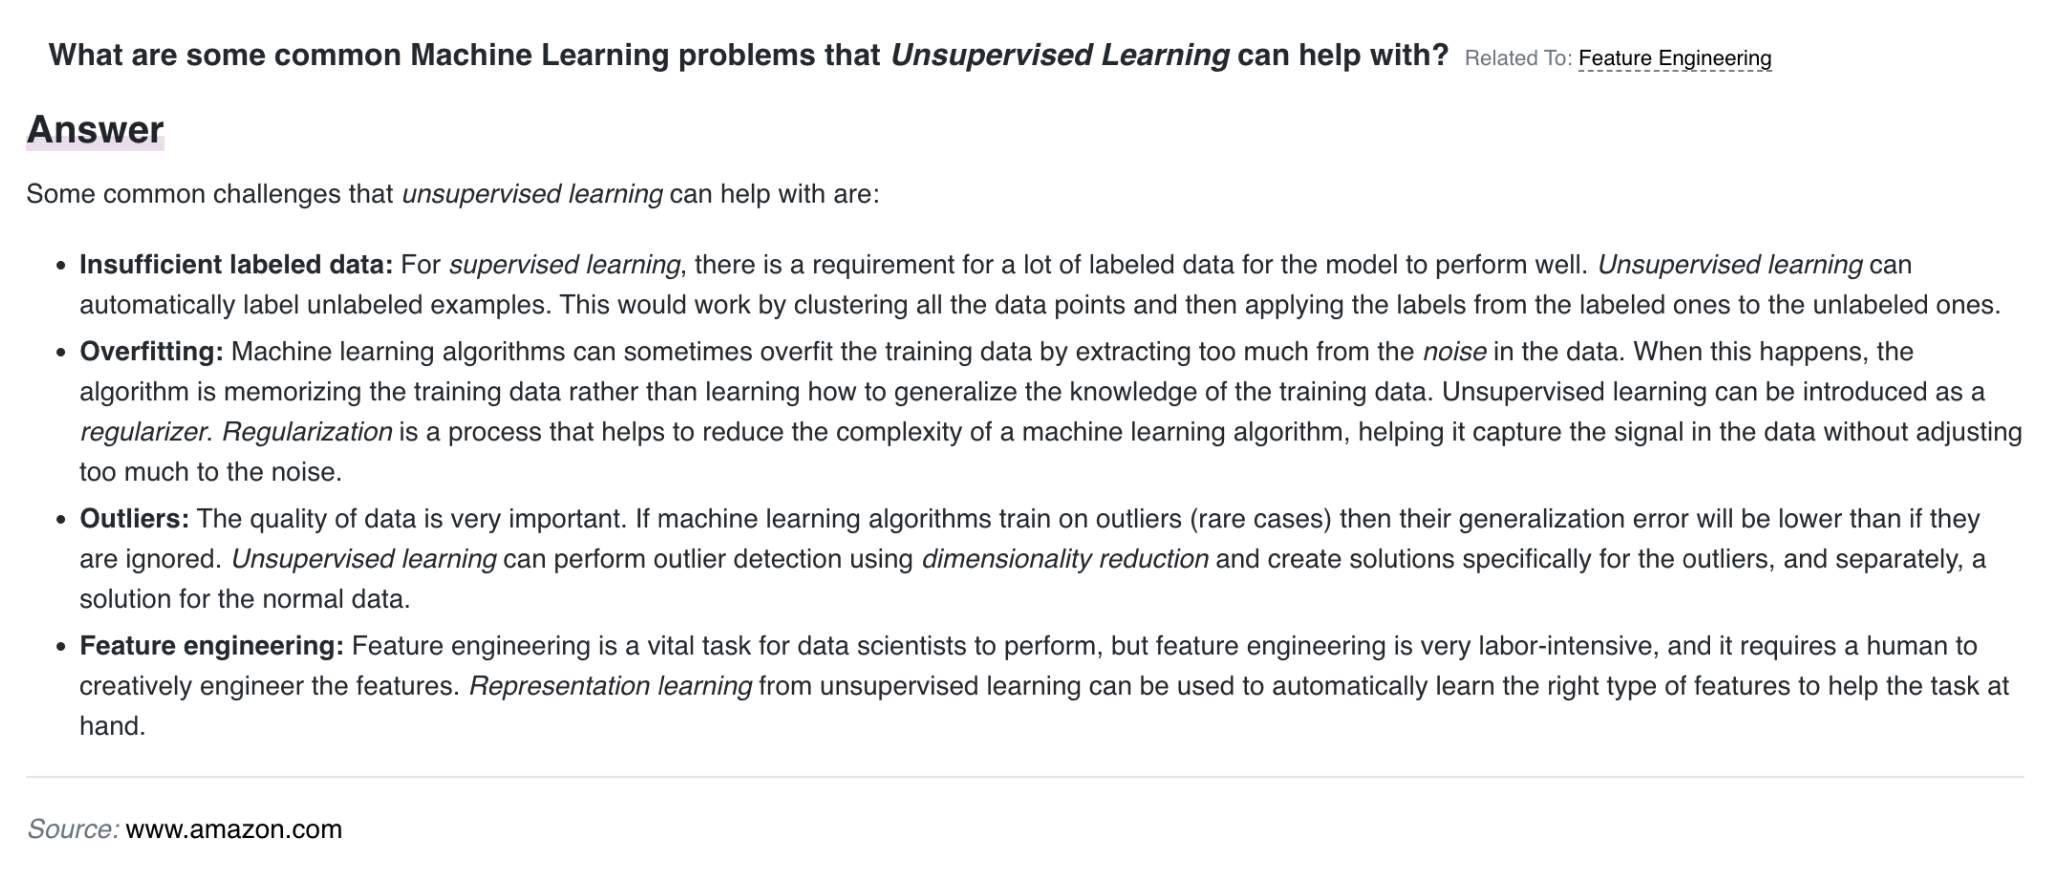 What are some common Machine Learning problems that Unsupervised Learning can help with? Related To: Feature Engineering
Answer
Some common challenges that unsupervised learning can help with are:
• Insufficient labeled data: For supervised learning, there is a requirement for a lot of labeled data for the model to perform well. Unsupervised learning can
automatically label unlabeled examples. This would work by clustering all the data points and then applying the labels from the labeled ones to the unlabeled ones.
• Overfitting: Machine learning algorithms can sometimes overfit the training data by extracting too much from the noise in the data. When this happens, the
algorithm is memorizing the training data rather than learning how to generalize the knowledge of the training data. Unsupervised learning can be introduced as a
regularizer. Regularization is a process that helps to reduce the complexity of a machine learning algorithm, helping it capture the signal in the data without adjusting
too much to the noise.
• Outliers: The quality of data is very important. If machine learning algorithms train on outliers (rare cases) then their generalization error will be lower than if they
are ignored. Unsupervised learning can perform outlier detection using dimensionality reduction and create solutions specifically for the outliers, and separately, a
solution for the normal data.
• Feature engineering: Feature engineering is a vital task for data scientists to perform, but feature engineering is very labor-intensive, and it requires a human to
creatively engineer the features. Representation learning from unsupervised learning can be used to automatically learn the right type of features to help the task at
hand.
Source: www.amazon.com